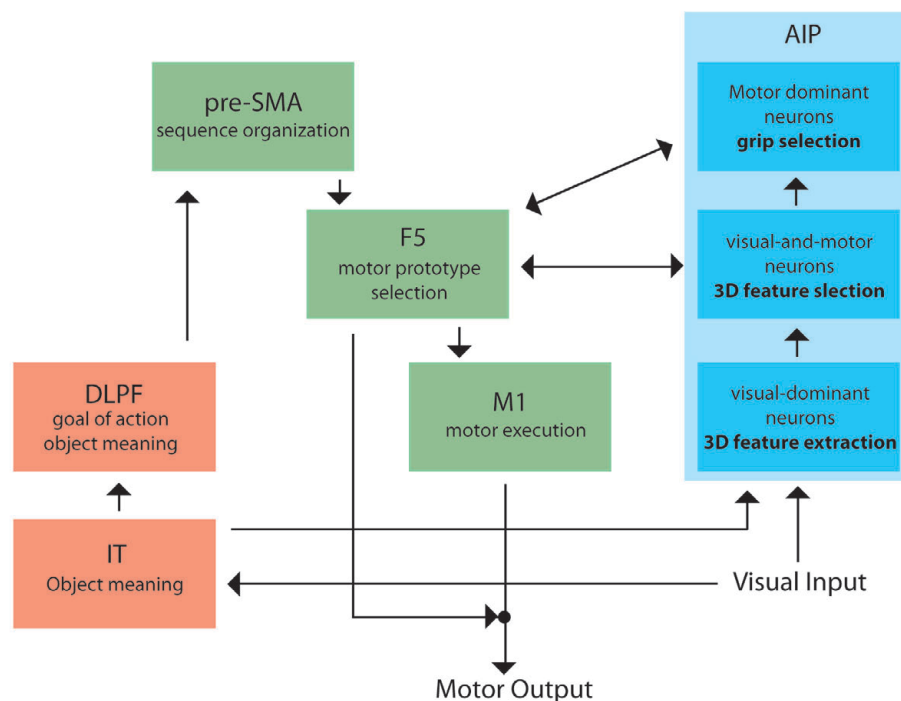 AIP
Motor dominant
neurons
grip selection
pre-SMA
sequence organization
F5
motor prototype
selection
visual-and-motor
neurons
3D feature slection
DLPF
goal of action
object meaning
M1
motor execution
visual-dominant
neurons
3D feature extraction
IT
Object meaning
Visual Input
Motor Output